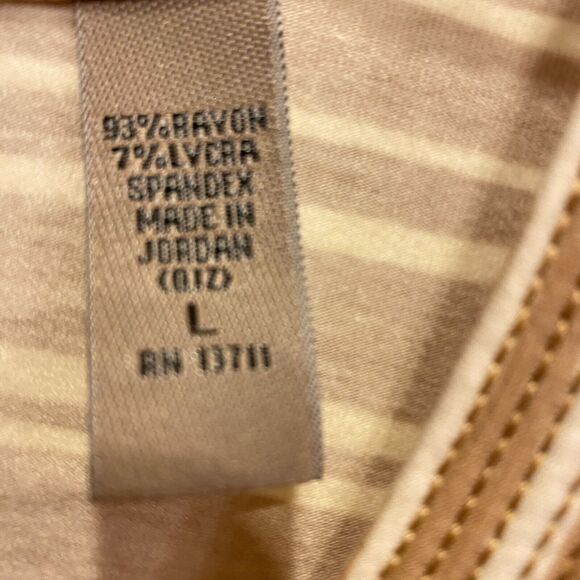 93%RAYON
7%LYCRA
SPANDEX
MADE IN
JORDAN
(Q.I.Z)
L
RN 13711